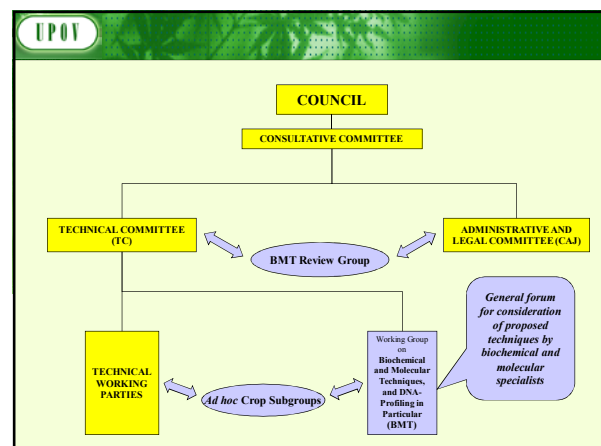 UPOV
COUNCIL
CONSULTATIVE COMMITTEE
TECHNICAL COMMITTEE
(TC)
ADMINISTRATIVE AND
LEGAL COMMITTEE (CAJ)
BMT Review Group
General forum
for consideration
of proposed
techniques by
biochemical and
molecular
specialists
TECHNICAL
WORKING
PARTIES
Ad hoc Crop Subgroups
Working Group
on
Biochemical
and Molecular
Techniques,
and DNA-
Profiling in
Particular
(BMT)